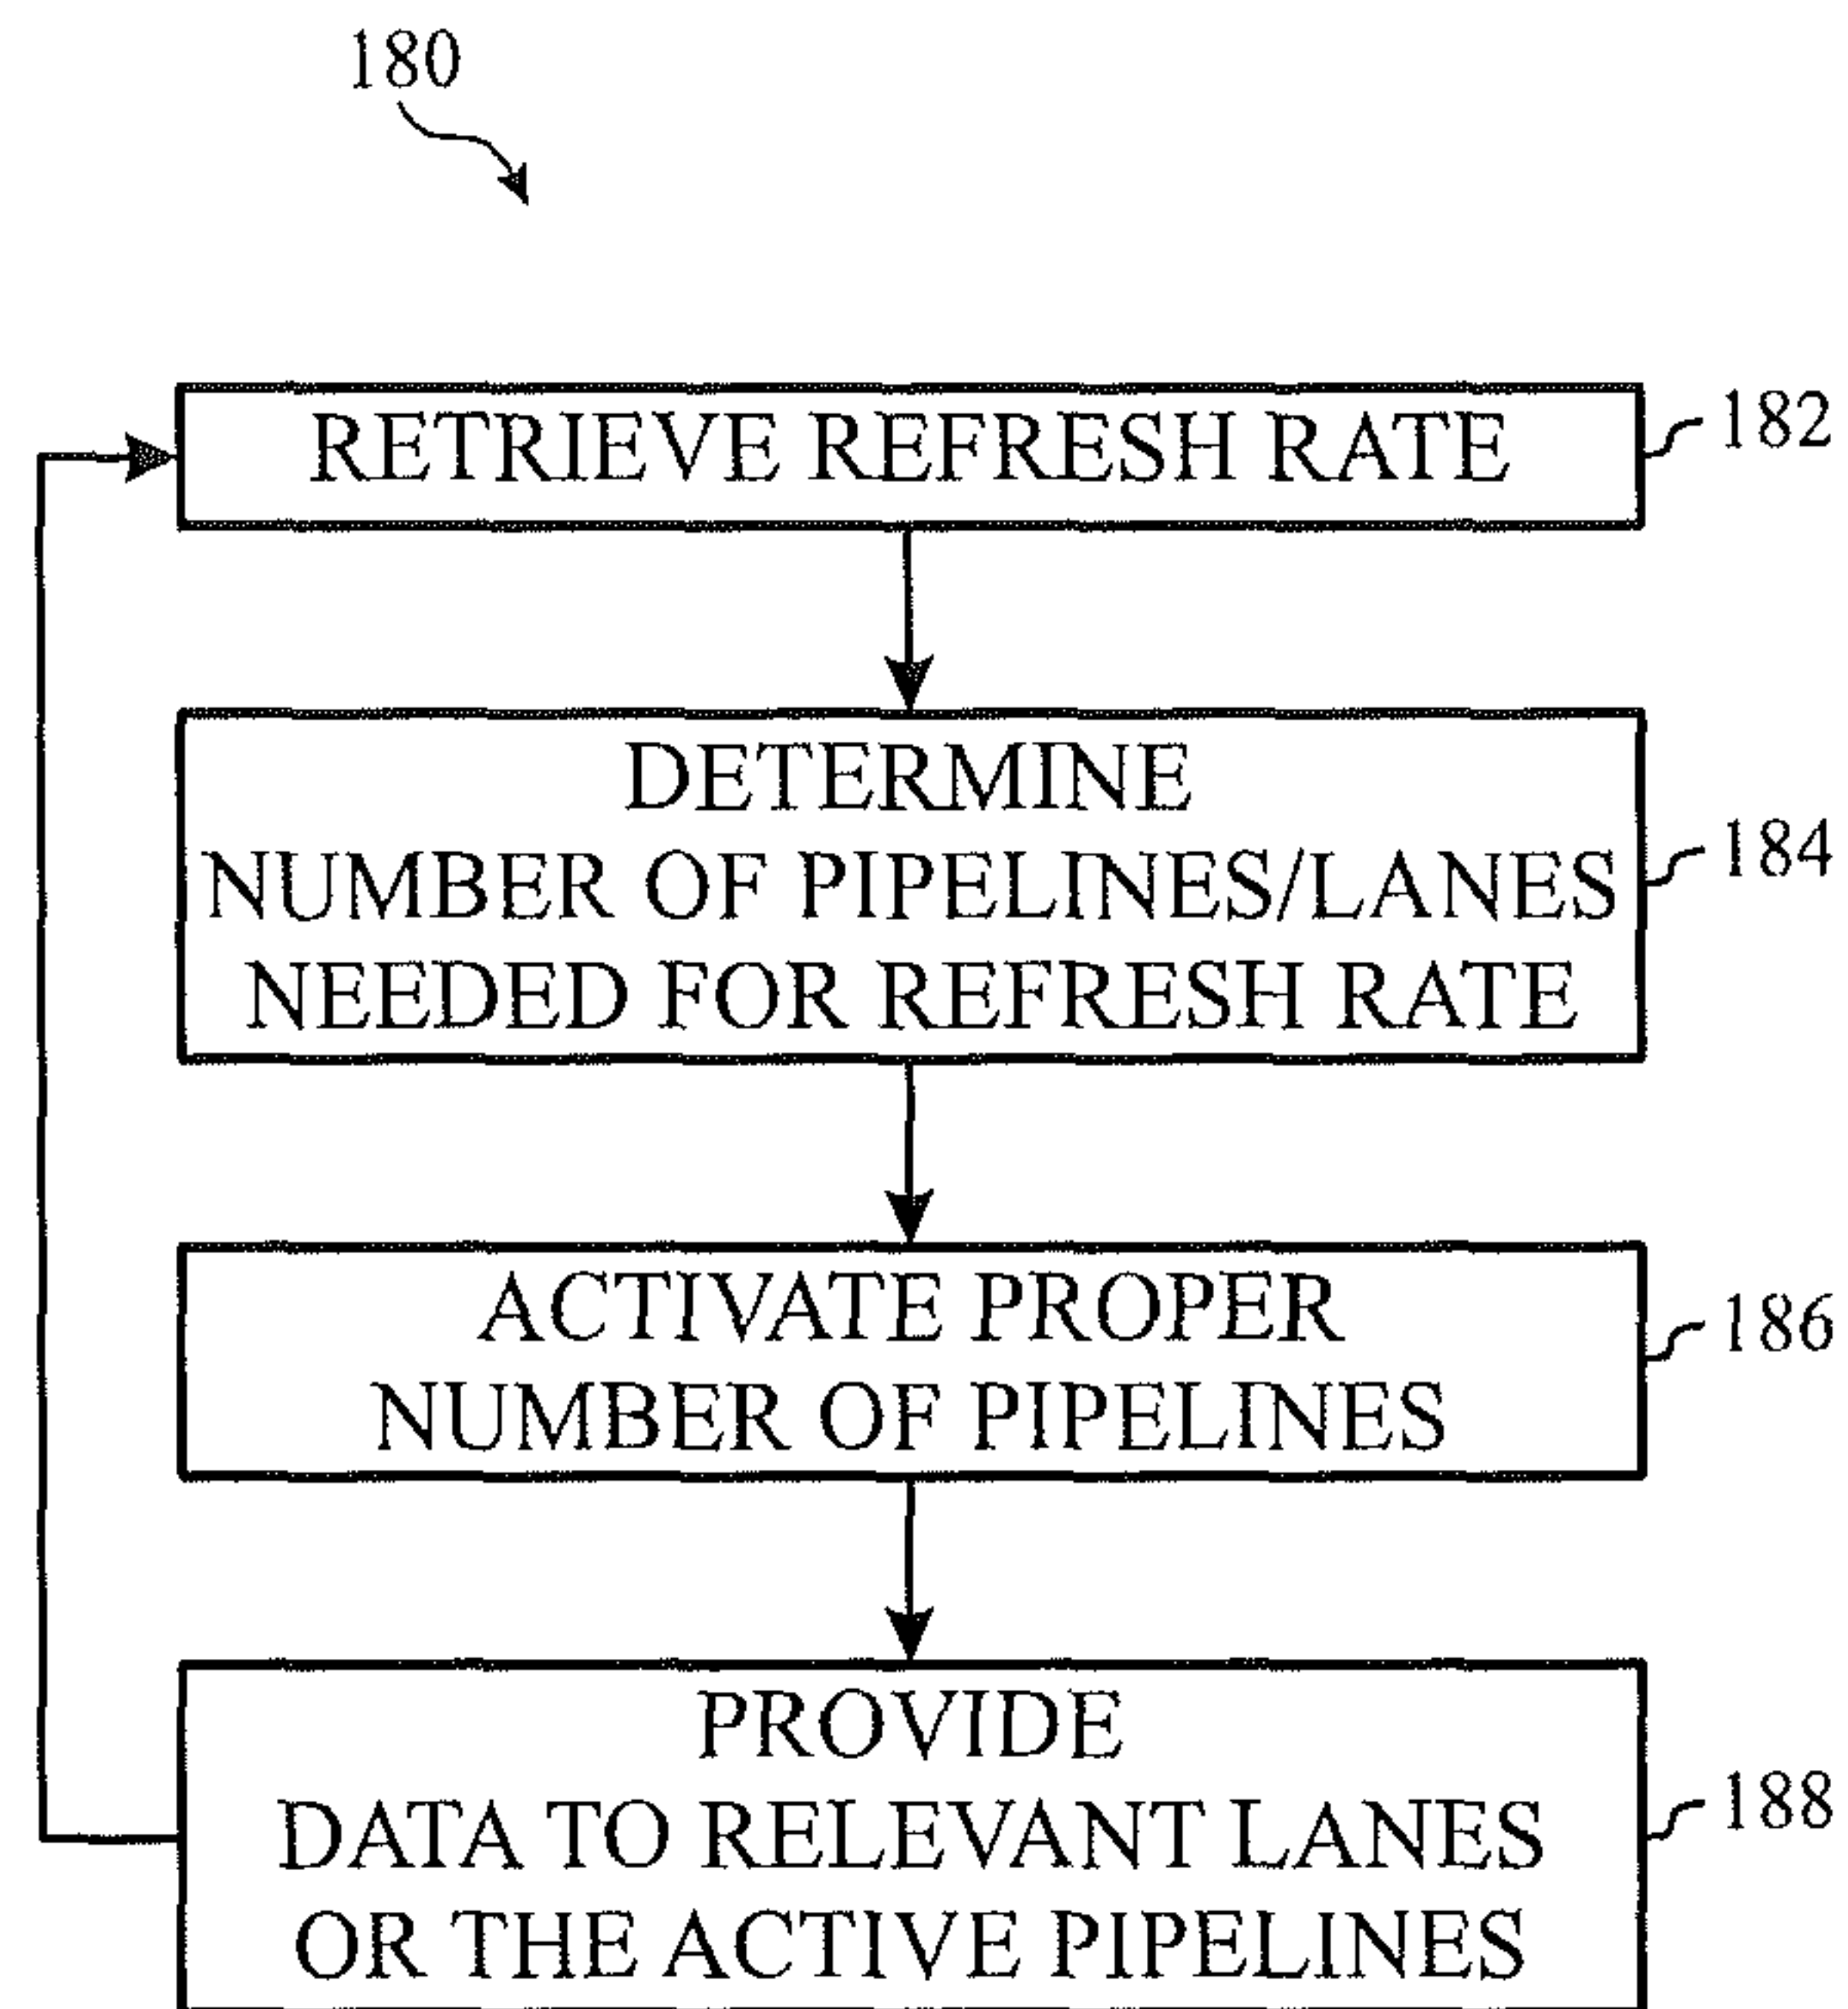 180
RETRIEVE REFRESH RATE
182
DETERMINE
NUMBER OF PIPELINES/LANES
NEEDED FOR REFRESH RATE
184
ACTIVATE PROPER
NUMBER OF PIPELINES
186
PROVIDE
DATA TO RELEVANT LANES
OR THE ACTIVE PIPELINES
188